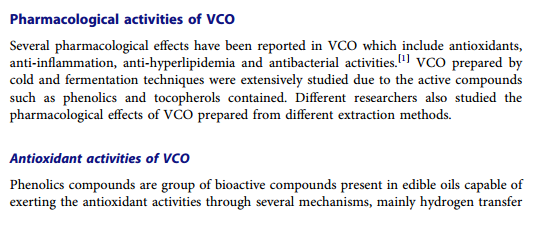 Pharmacological activities of VCO
Several pharmacological effects have been reported in VCO which include antioxidants,
anti-inflammation, anti-hyperlipidemia and antibacterial activities.[1] VCO prepared by
cold and fermentation techniques were extensively studied due to the active compounds
such as phenolics and tocopherols contained. Different researchers also studied the
pharmacological effects of VCO prepared from different extraction methods.
Antioxidant activities of VCO
Phenolics compounds are group of bioactive compounds present in edible oils capable of
exerting the antioxidant activities through several mechanisms, mainly hydrogen transfer